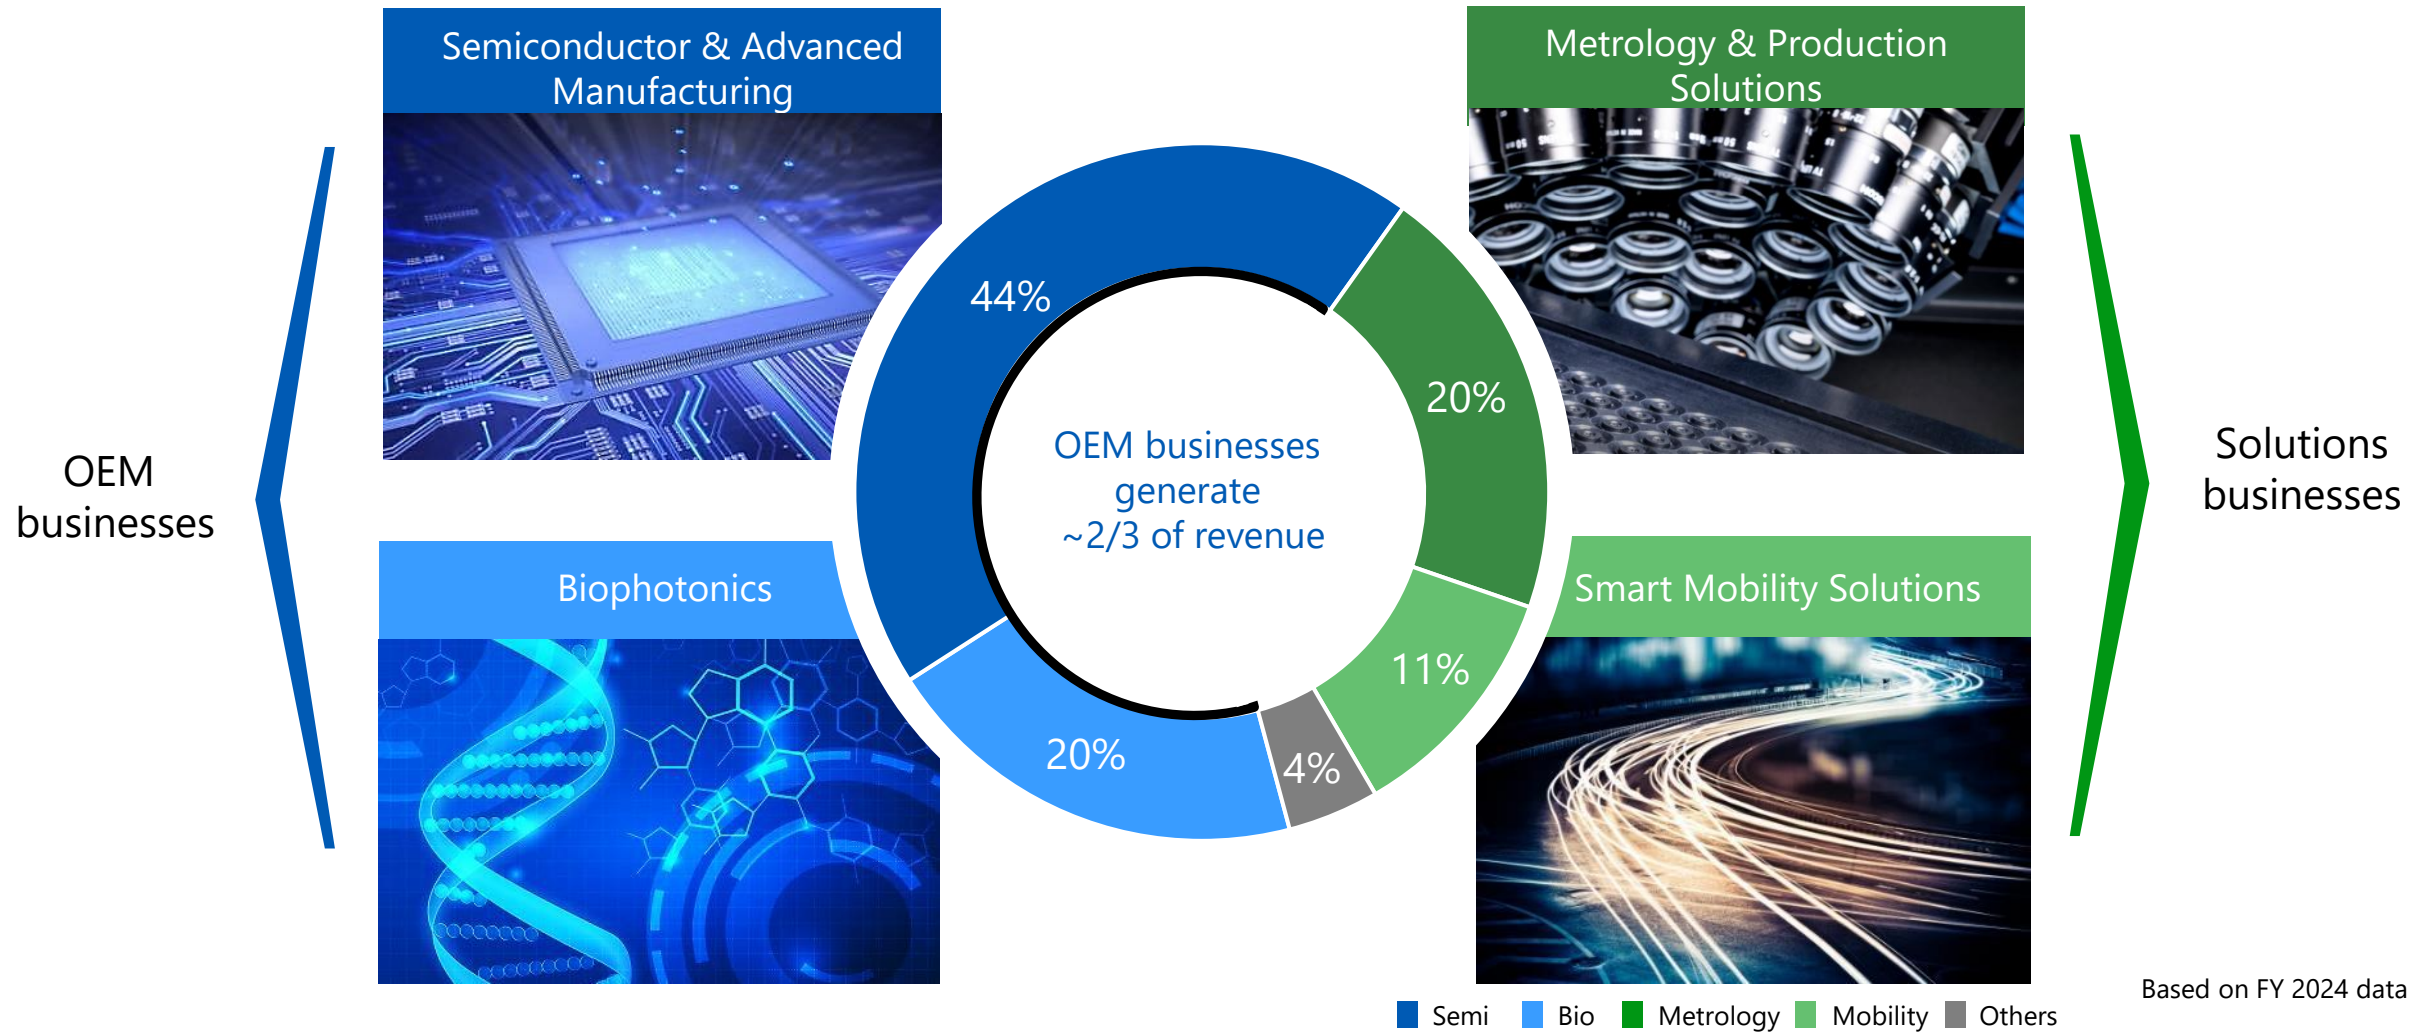 Semiconductor & Advanced
Manufacturing
Metrology & Production
Solutions
OEM
businesses
44%
20%
OEM businesses
generate
~2/3 of revenue
Solutions
businesses
Biophotonics
Smart Mobility Solutions
11%
20%
4%
Based on FY 2024 data
Semi
Bio
Metrology
Mobility
Others